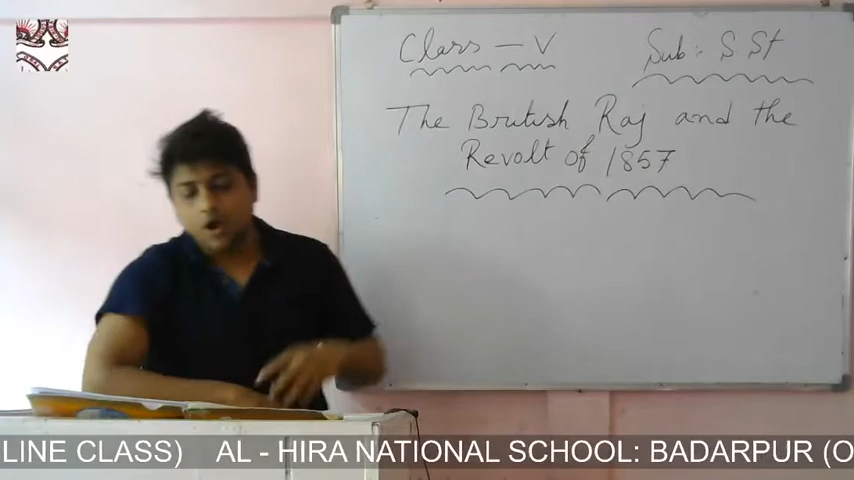 Class - V
Sub : S St
The British Raj and the
Revolt of 1857
LINE CLASS) AL - HIRA NATIONAL SCHOOL: BADARPUR (O